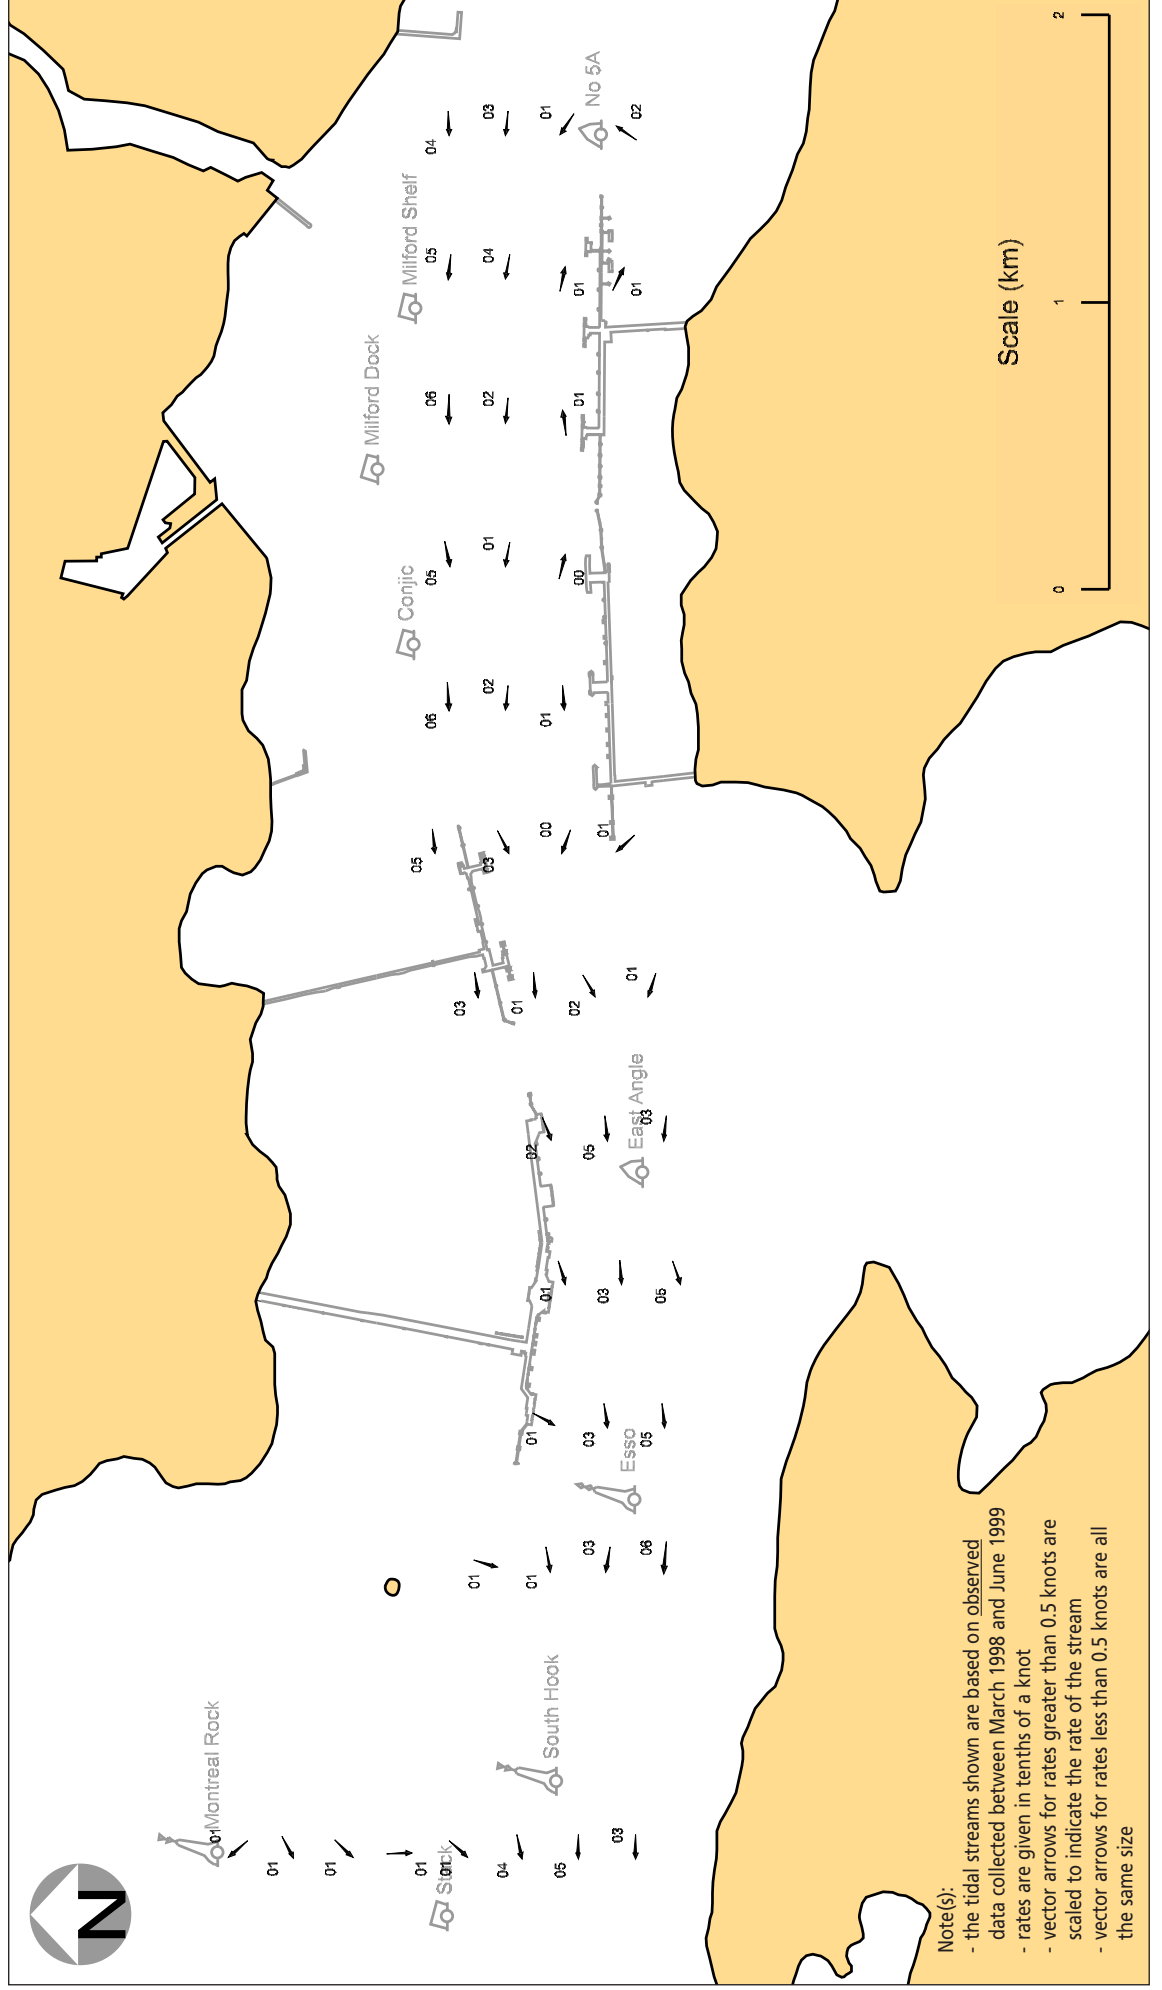 N
Montreal Rock
01
01
01
Milford Dock
Conjic
Milford Shelf
01
05
06
05
06
05
04
Stack
01
03
01
03
02
01
02
04
03
04
01
01
01
02
01
00
01
01
South Hook
05
02
00
01
01
03
03
05
No 5A
03
01
03
01
01
02
Esso
East Angle
06
05
03
05
Note(s):
- the tidal streams shown are based on observed
data collected between March 1998 and June 1999
- rates are given in tenths of a knot
- vector arrows for rates greater than 0.5 knots are
scaled to indicate the rate of the stream
- vector arrows for rates less than 0.5 knots are all
the same size
Scale (km)
0 1 2